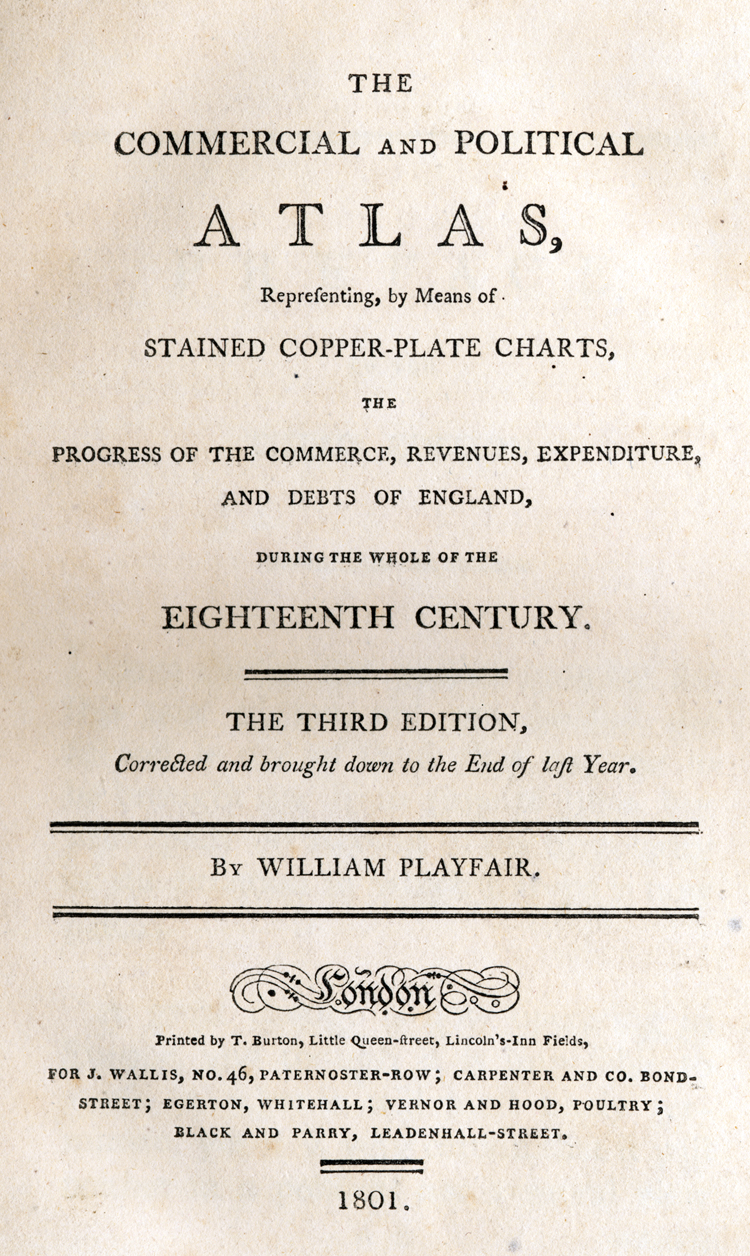 THE
COMMERCIAL AND POLITICAL
ATLAS,
Repreſenting, by Means of
STAINED COPPER-PLATE CHARTS,
THE
PROGRESS OF THE COMMERCE, REVENUES, EXPENDITURE,
AND DEBTS OF ENGLAND,
DURING THE WHOLE OF THE
EIGHTEENTH CENTURY.
THE THIRD EDITION,
Corrected and brought down to the End of laſt Year.
By WILLIAM PLAYFAIR.
London
Printed by T. Burton, Little Queen-ſtreet, Lincoln's-Inn Fields,
FOR J. WALLIS, NO. 46, PATERNOSTER-ROW; CARPENTER AND CO. BOND-
STREET; EGERTON, WHITEHALL; VERNOR AND HOOD, POULTRY;
BLACK AND PARRY, LEADENHALL-STREET.
1801.